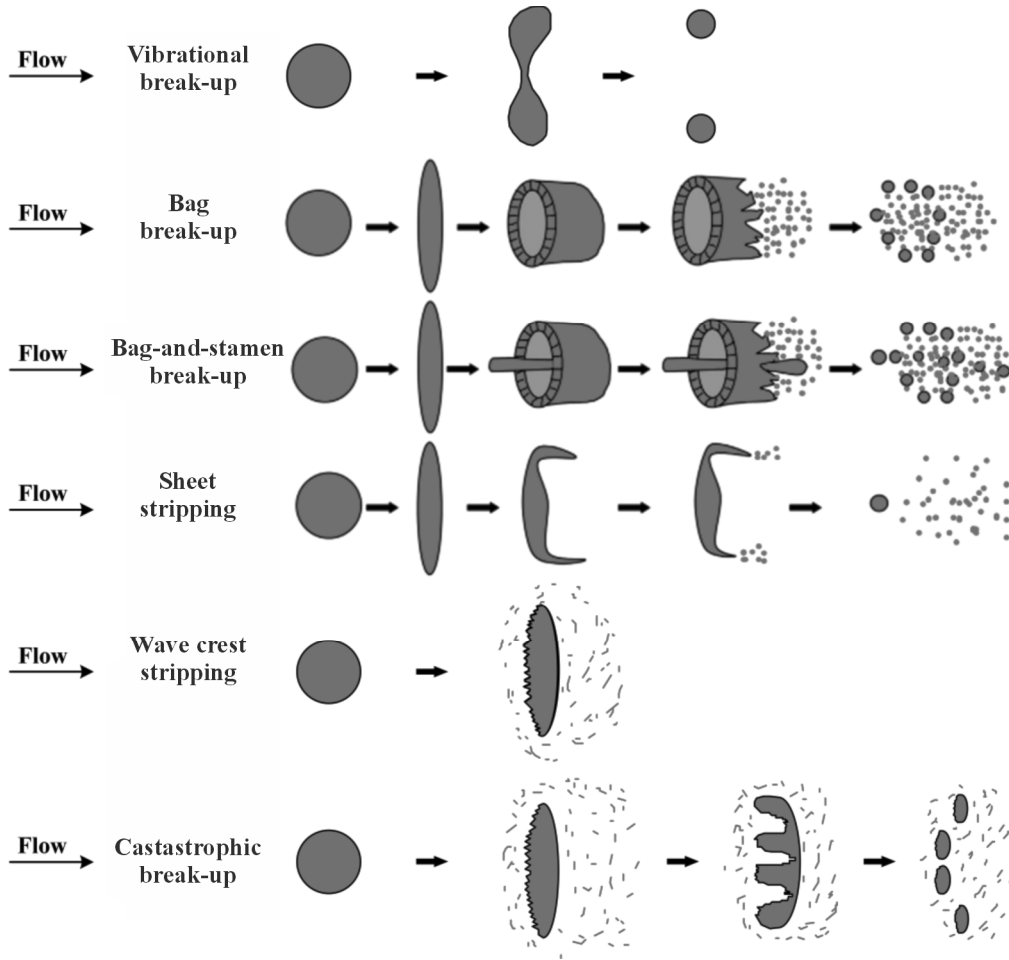 Flow
Vibrational
break-up
Flow
Bag
break-up
Flow
Bag-and-stamen
break-up
Flow
Sheet
stripping
Flow
Wave crest
stripping
Flow
Castastrophic
break-up